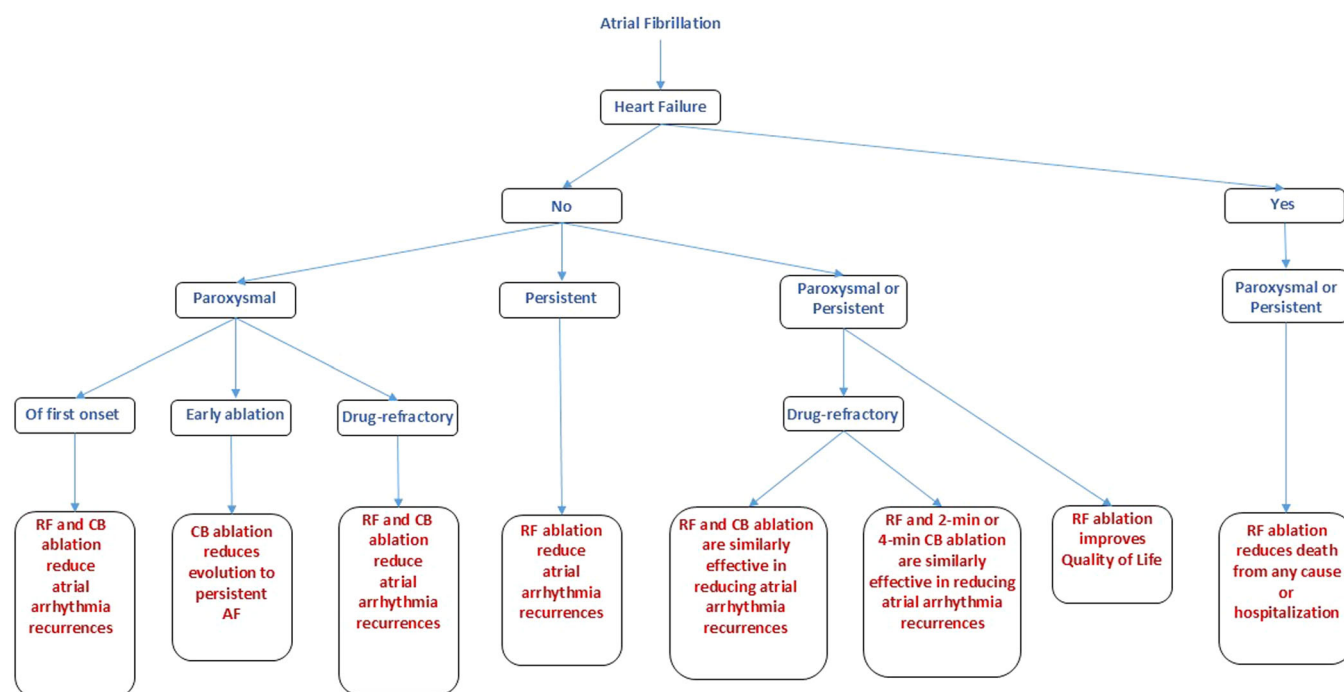 Atrial Fibrillation
Heart Failure
No
Yes
Paroxysmal
Persistent
Paroxysmal or
Persistent
Paroxysmal or
Persistent
Of first onset
Early ablation
Drug-refractory
Drug-refractory
RF and CB
ablation
reduce
atrial
arrhythmia
recurrences
CB ablation
reduces
evolution to
persistent
AF
RF and CB
ablation
reduce
atrial
arrhythmia
recurrences
RF ablation
reduce
atrial
arrhythmia
recurrences
RF and CB ablation
are similarly
effective in
reducing atrial
arrhythmia
recurrences
RF and 2-min or
4-min CB ablation
are similarly
effective in reducing
atrial arrhythmia
recurrences
RF ablation
improves
Quality of Life
RF ablation
reduces death
from any cause
or
hospitalization